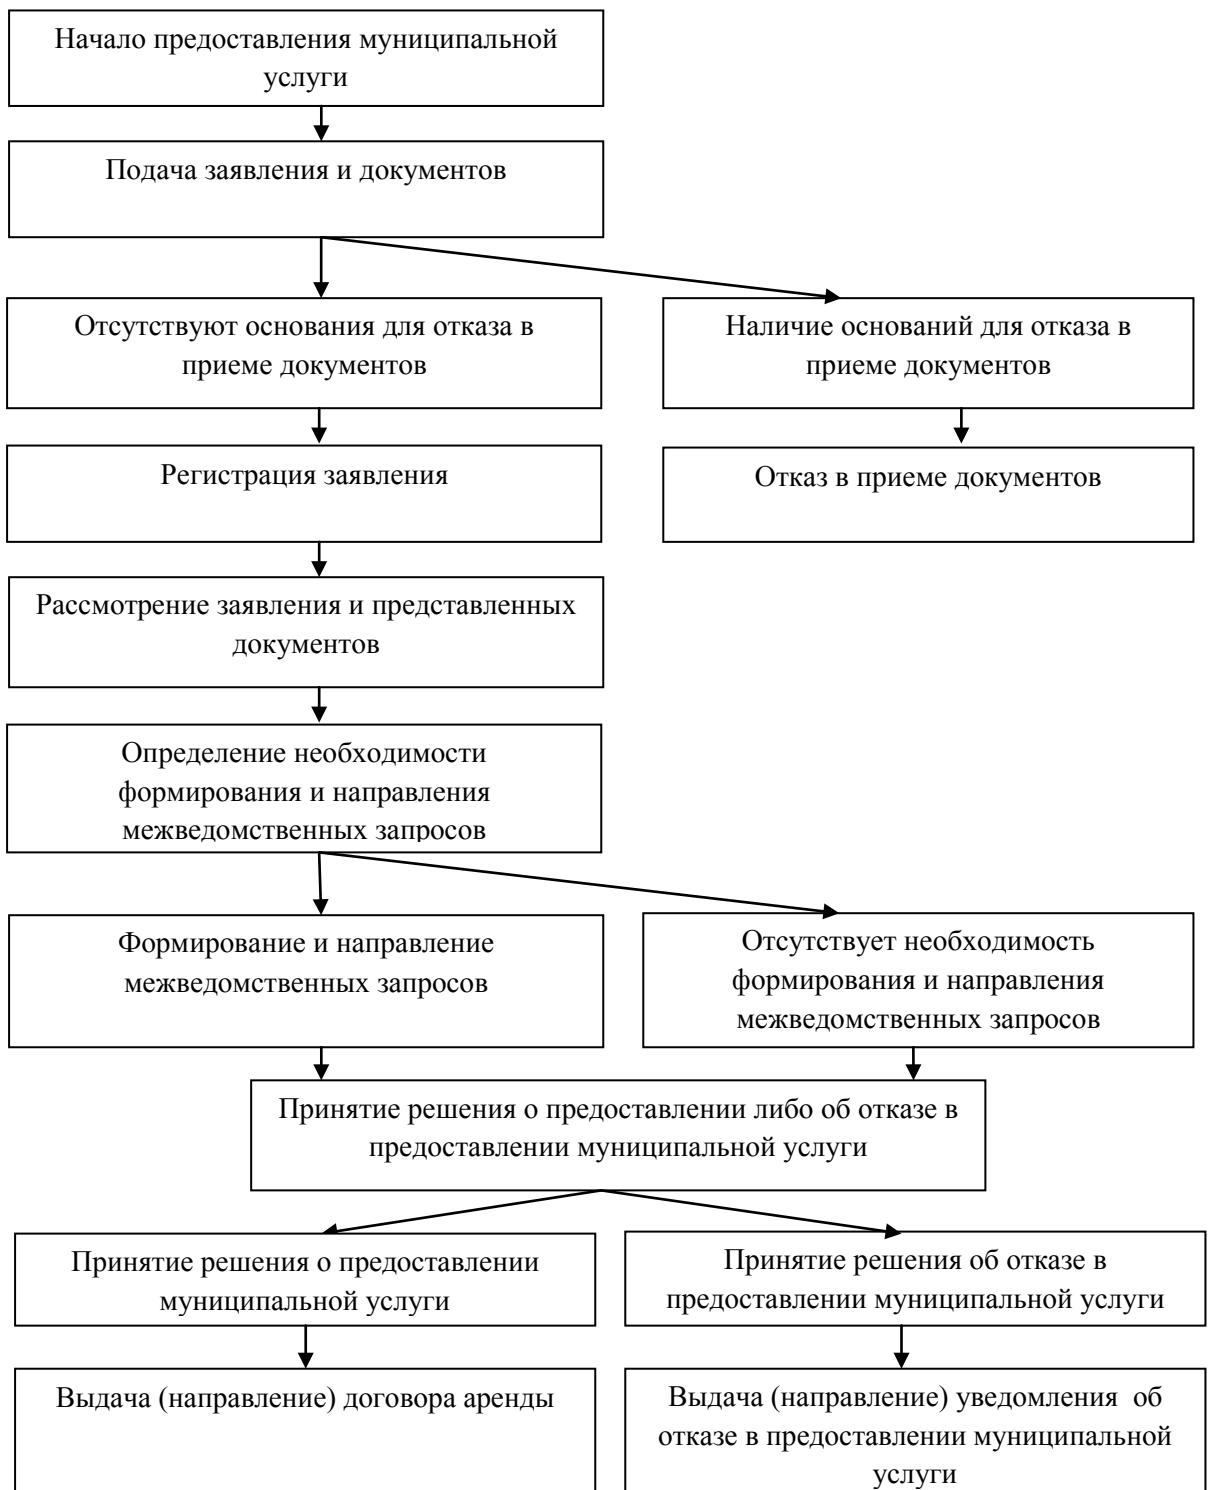 Начало предоставления муниципальной
услуги
Подача заявления и документов
Отсутствуют основания для отказа в
приеме документов
Наличие оснований для отказа в
приеме документов
Регистрация заявления
Отказ в приеме документов
Рассмотрение заявления и представленных
документов
Определение необходимости
формирования и направления
межведомственных запросов
Формирование и направление
межведомственных запросов
Отсутствует необходимость
формирования и направления
межведомственных запросов
Принятие решения о предоставлении либо об отказе в
предоставлении муниципальной услуги
Принятие решения о предоставлении
муниципальной услуги
Принятие решения об отказе в
предоставлении муниципальной услуги
Выдача (направление) договора аренды
Выдача (направление) уведомления  об
отказе в предоставлении муниципальной
услуги